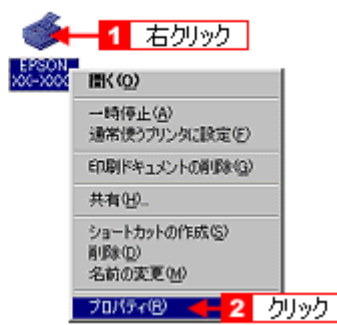 1 右クリック
EPSON
XX-XXXX
開く(O)
一時停止(A)
通常使うプリンタに設定(F)
印刷ドキュメントの削除(G)
共有(H)...
ショートカットの作成(S)
削除(D)
名前の変更(M)
プロパティ(R) 2 クリック